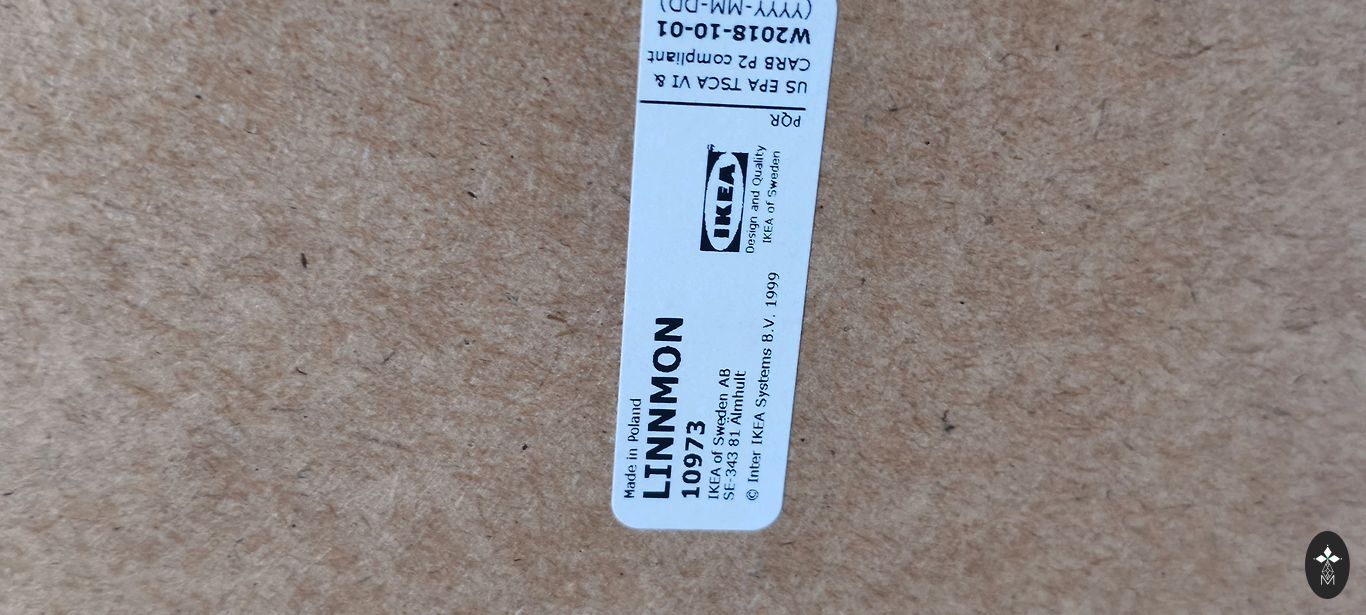 Made in Poland
LINNMON
10973
IKEA of Sweden AB
SE-343 81 Älmhult
© Inter IKEA Systems B.V. 1999
IKEA
®
Design and Quality
IKEA of Sweden
PQR
US EPA TSCA VI &
CARB P2 compliant
W2018-10-01
(YYYY-MM-DD)
M